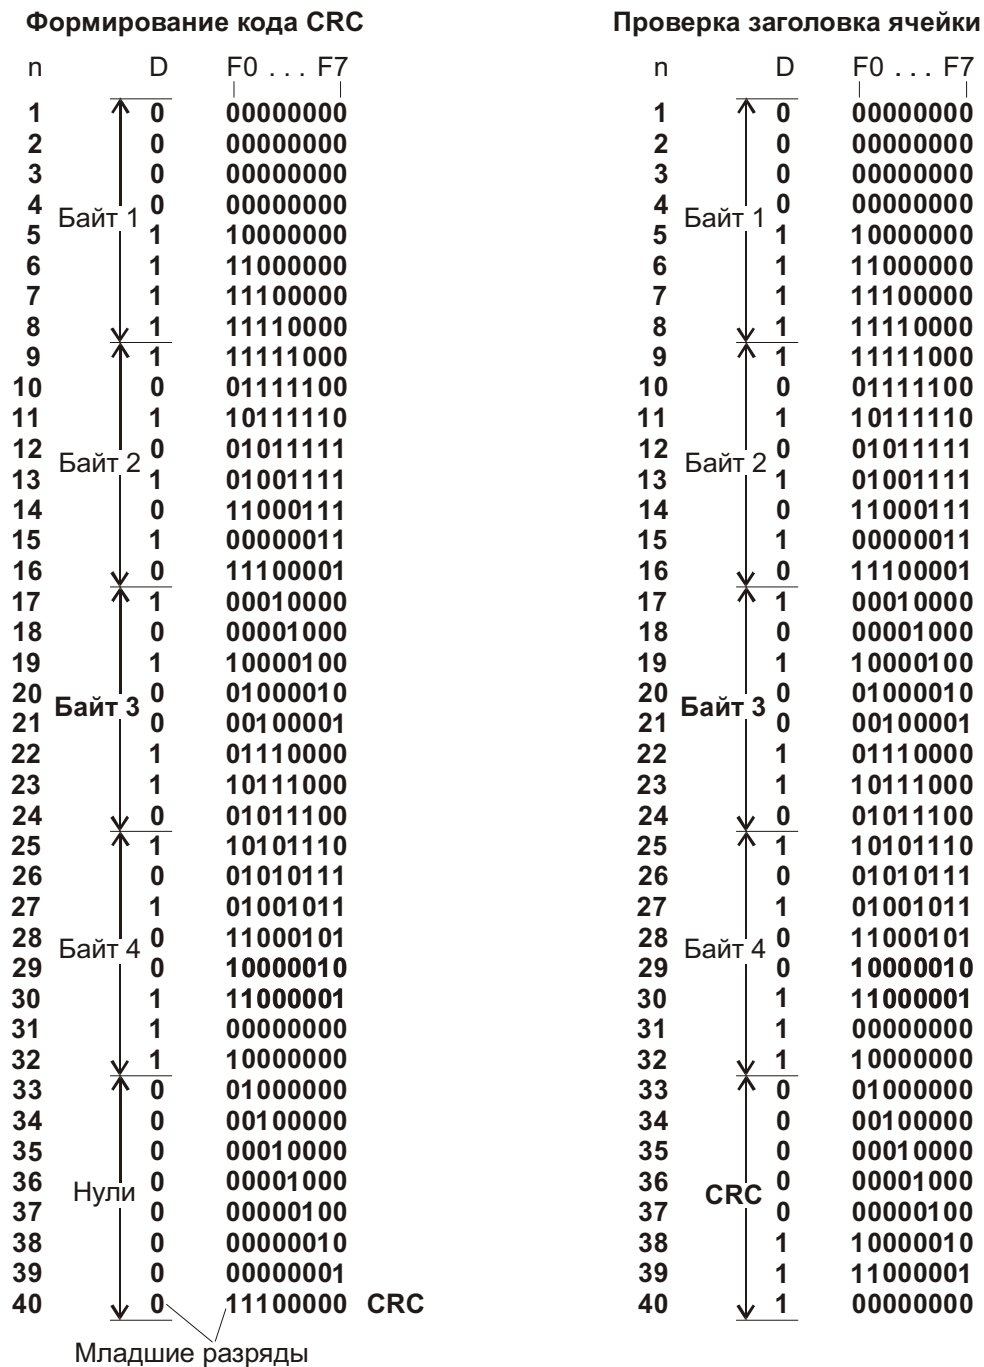 Формирование кода CRC Проверка заголовка ячейки
n D F0 . . . F7 n D F0 . . . F7
1 0 00000000 1 0 00000000
2 0 00000000 2 0 00000000
3 0 00000000 3 0 00000000
4 0 00000000 4 0 00000000
Байт 1 Байт 1
5 1 10000000 5 1 10000000
6 1 11000000 6 1 11000000
7 1 11100000 7 1 11100000
8 1 11110000 8 1 11110000
9 1 11111000 9 1 11111000
10 0 01111100 10 0 01111100
11 1 10111110 11 1 10111110
12 0 01011111 12 0 01011111
Байт 2 Байт 2
13 1 01001111 13 1 01001111
14 0 11000111 14 0 11000111
15 1 00000011 15 1 00000011
16 0 11100001 16 0 11100001
17 1 00010000 17 1 00010000
18 0 00001000 18 0 00001000
19 1 10000100 19 1 10000100
20 0 01000010 20 0 01000010
Байт 3 Байт 3
21 0 00100001 21 0 00100001
22 1 01110000 22 1 01110000
23 1 10111000 23 1 10111000
24 0 01011100 24 0 01011100
25 1 10101110 25 1 10101110
26 0 01010111 26 0 01010111
27 1 01001011 27 1 01001011
28 0 11000101 28 0 11000101
Байт 4 Байт 4
29 0 10000010 29 0 10000010
30 1 11000001 30 1 11000001
31 1 00000000 31 1 00000000
32 1 10000000 32 1 10000000
33 0 01000000 33 0 01000000
34 0 00100000 34 0 00100000
35 0 00010000 35 0 00010000
36 0 00001000 36 0 00001000
Нули CRC
37 0 00000100 37 0 00000100
38 0 00000010 38 1 10000010
39 0 00000001 39 1 11000001
40 0 11100000 CRC 40 1 00000000
Младшие разряды